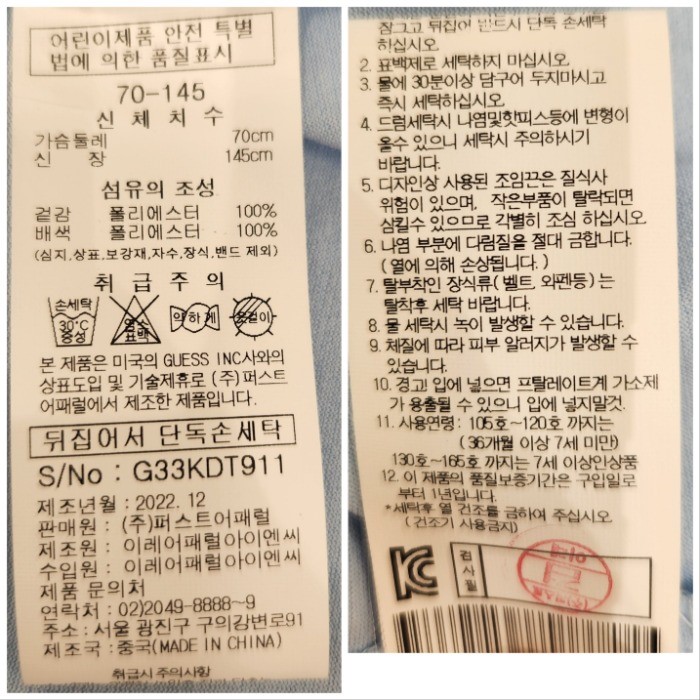 어린이제품 안전 특별
법에 의한 품질표시
70-145
신 체 치 수
가슴둘레 70cm
신 장 145cm
섬유의 조성
겉감 폴리에스터 100%
배색 폴리에스터 100%
(심지,상표,보강재,자수,장식,밴드 제외)
취 급 주 의
손세탁
30°C
중성
염소
표백
약하게
옷걸이
본 제품은 미국의 GUESS INC사와의
상표도입 및 기술제휴로 (주)퍼스트
어패럴에서 제조한 제품입니다.
뒤집어서 단독손세탁
S/No : G33KDT911
제조년월 : 2022. 12
판매원 : (주)퍼스트어패럴
제조원 : 이레어패럴아이엔씨
수입원 : 이레어패럴아이엔씨
제품 문의처
연락처 : 02)2049-8888~9
주소 : 서울 광진구 구의강변로91
제조국 : 중국(MADE IN CHINA)
취급시 주의사항
잠그고 뒤집어 반드시 단독 손세탁
하십시오.
2. 표백제로 세탁하지 마십시오.
3. 물에 30분이상 담구어 두지마시고
즉시 세탁하십시오.
4. 드럼세탁시 나염및핫피스등에 변형이
올수 있으니 세탁시 주의하시기
바랍니다.
5. 디자인상 사용된 조임끈은 질식사
위험이 있으며, 작은부품이 탈락되면
삼킬수 있으므로 각별히 조심 하십시오.
6. 나염 부분에 다림질을 절대 금합니다.
(열에 의해 손상됩니다.)
7. 탈부착인 장식류(벨트, 와펜등)는
탈착후 세탁 바랍니다.
8. 물 세탁시 녹이 발생할 수 있습니다.
9. 체질에 따라 피부 알러지가 발생할 수
있습니다.
10. 경고! 입에 넣으면 프탈레이트계 가소제
가 용출될 수 있으니 입에 넣지말것.
11. 사용연령: 105호~120호 까지는
(36개월 이상 7세 미만)
130호~165호 까지는 7세 이상인상품
12. 이 제품의 품질보증기간은 구입일로
부터 1년입니다.
*세탁후 열 건조를 금하여 주십시오.
(건조기 사용금지)
KC
검사필